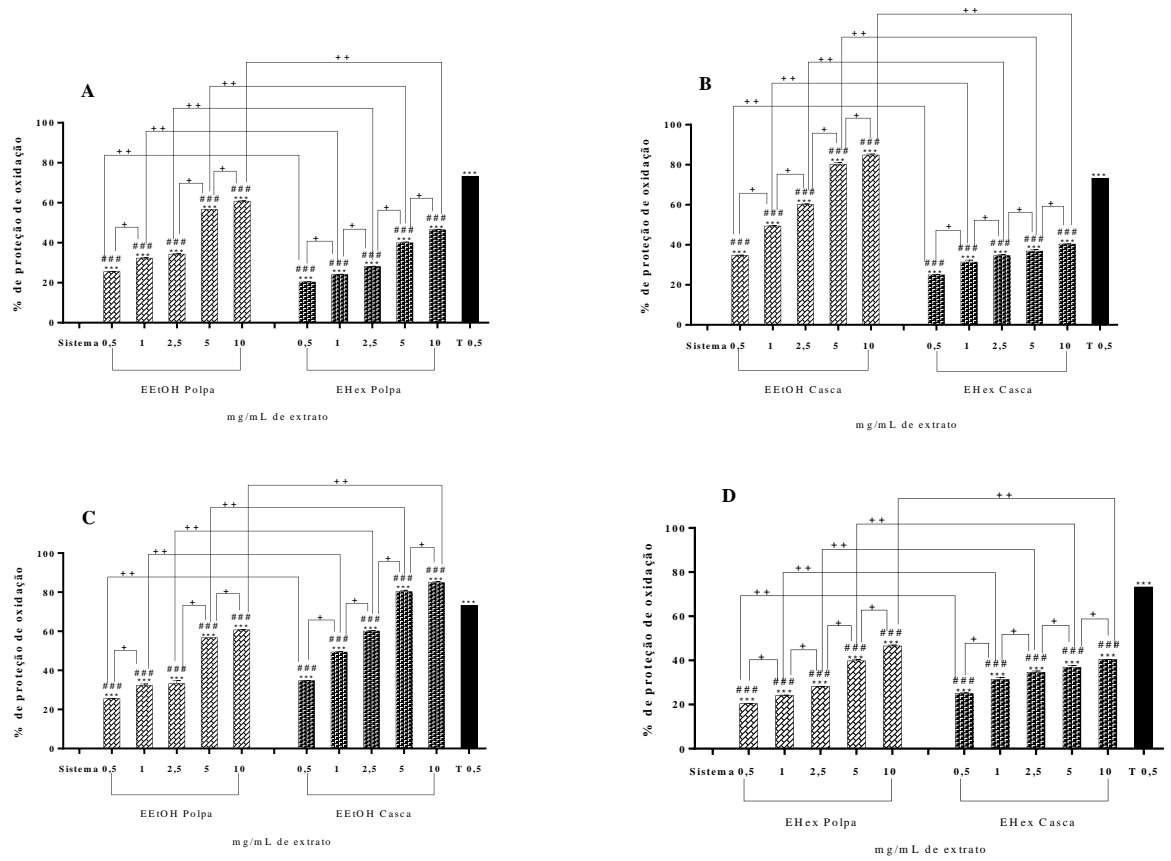 A
% de proteção de oxidação
100
80
60
40
20
0
++ ++ ++ ++ ++
+ + + + + + +
### ### ### ### ### ### ### ### ### ###
*** *** *** *** *** *** *** *** *** *** ***
Sistema 0,5 1 2,5 5 10 0,5 1 2,5 5 10 T 0,5
EEtOH Polpa EHex Polpa
mg/mL de extrato
B
% de proteção de oxidação
100
80
60
40
20
0
++ ++ ++ ++ ++
+ + + + + + + +
### ### ### ### ### ### ### ### ### ###
*** *** *** *** *** *** *** *** *** *** ***
Sistema 0,5 1 2,5 5 10 0,5 1 2,5 5 10 T 0,5
EEtOH Casca EHex Casca
mg/mL de extrato
C
% de proteção de oxidação
100
80
60
40
20
0
++ ++ ++ ++ ++
+ + + + + + +
### ### ### ### ### ### ### ### ### ###
*** *** *** *** *** *** *** *** *** *** ***
Sistema 0,5 1 2,5 5 10 0,5 1 2,5 5 10 T 0,5
EEtOH Polpa EEtOH Casca
mg/mL de extrato
D
% de proteção de oxidação
100
80
60
40
20
0
++ ++ ++ ++ ++
+ + + + + + + +
### ### ### ### ### ### ### ### ### ###
*** *** *** *** *** *** *** *** *** *** ***
Sistema 0,5 1 2,5 5 10 0,5 1 2,5 5 10 T 0,5
EHex Polpa EHex Casca
mg/mL de extrato